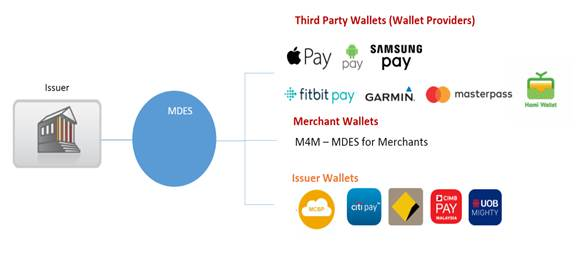 Third Party Wallets (Wallet Providers)
Pay
pay
SAMSUNG
pay
Issuer
MDES
fitbit pay
GARMIN
masterpass
Hami Wallet
Merchant Wallets
M4M – MDES for Merchants
Issuer Wallets
MCBP
citi pay
CIMB
PAY
MALAYSIA
UOB
MIGHTY